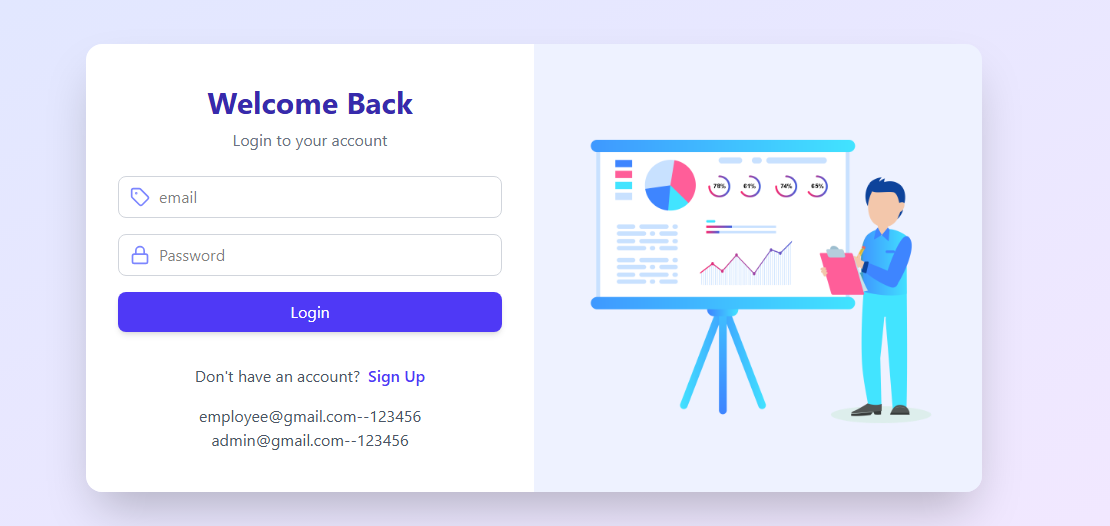 Welcome Back
Login to your account
email
Password
Login
Don't have an account? Sign Up
employee@gmail.com--123456
admin@gmail.com--123456
78% 61% 74% 65%